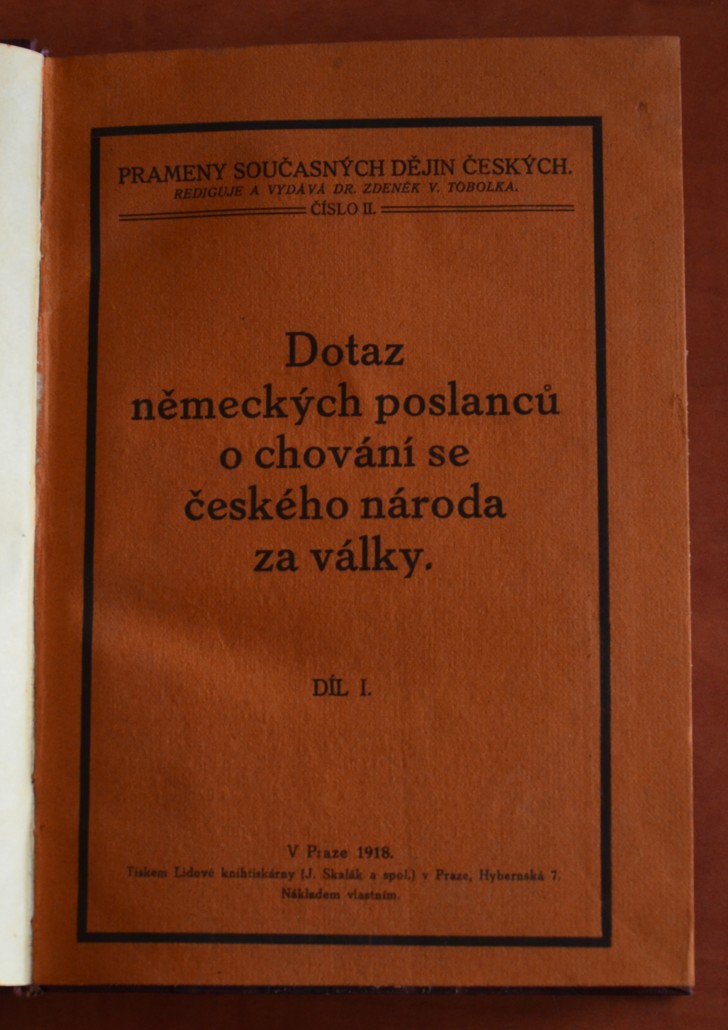 PRAMENY SOUČASNÝCH DĚJIN ČESKÝCH.
REDIGUJE A VYDÁVÁ DR. ZDENĚK V. TOBOLKA.
ČÍSLO II.
Dotaz
německých poslanců
o chování se
českého národa
za války.
DÍL I.
V Praze 1918.
Tiskem Lidové knihtiskárny (J. Skalák a spol.) v Praze, Hybernská 7.
Nákladem vlastním.